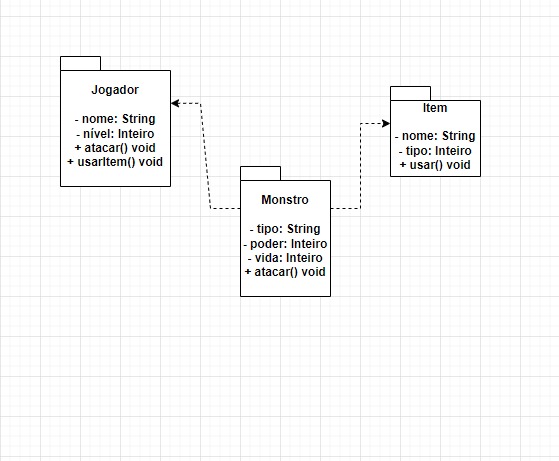 Jogador
- nome: String
- nível: Inteiro
+ atacar() void
+ usarItem() void
Item
- nome: String
- tipo: Inteiro
+ usar() void
Monstro
- tipo: String
- poder: Inteiro
- vida: Inteiro
+ atacar() void